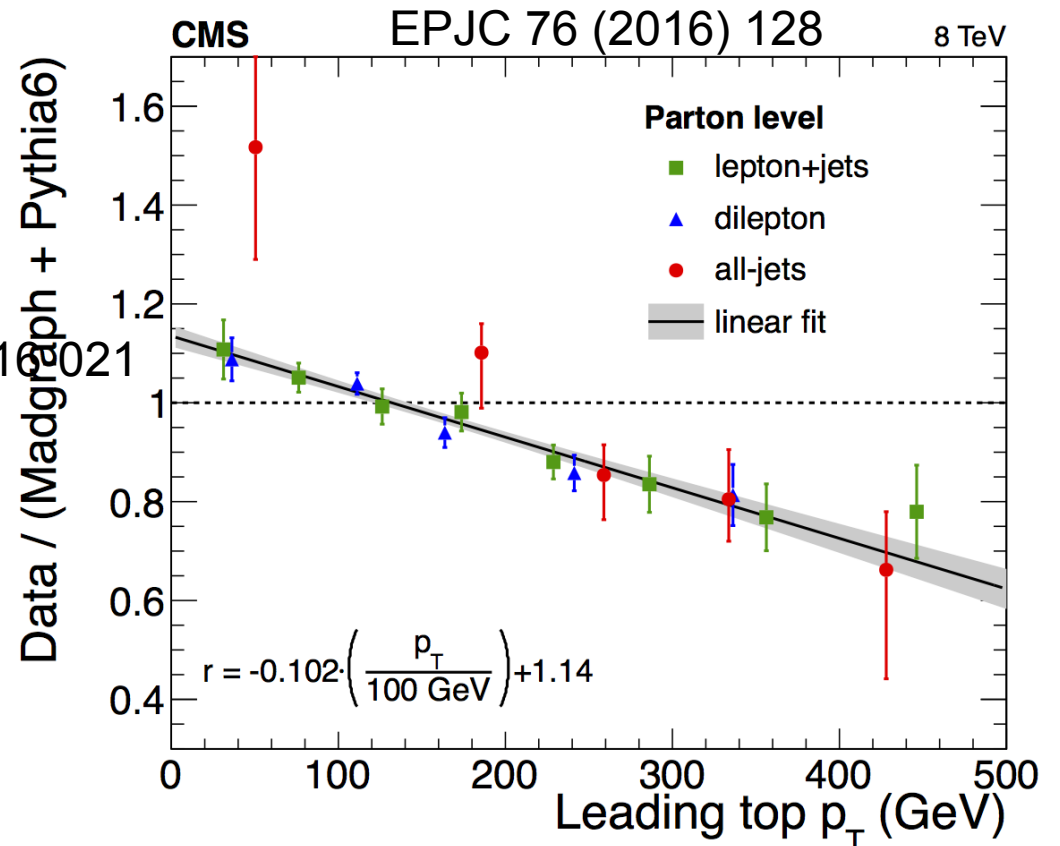 CMS EPJC 76 (2016) 128 8 TeV
Data / (Madgraph + Pythia6)
16-021
1.6
1.4
1.2
1
0.8
0.6
0.4
Parton level
lepton+jets
dilepton
all-jets
linear fit
r = -0.102·(pT/100 GeV)+1.14
0 100 200 300 400 500
Leading top pT (GeV)